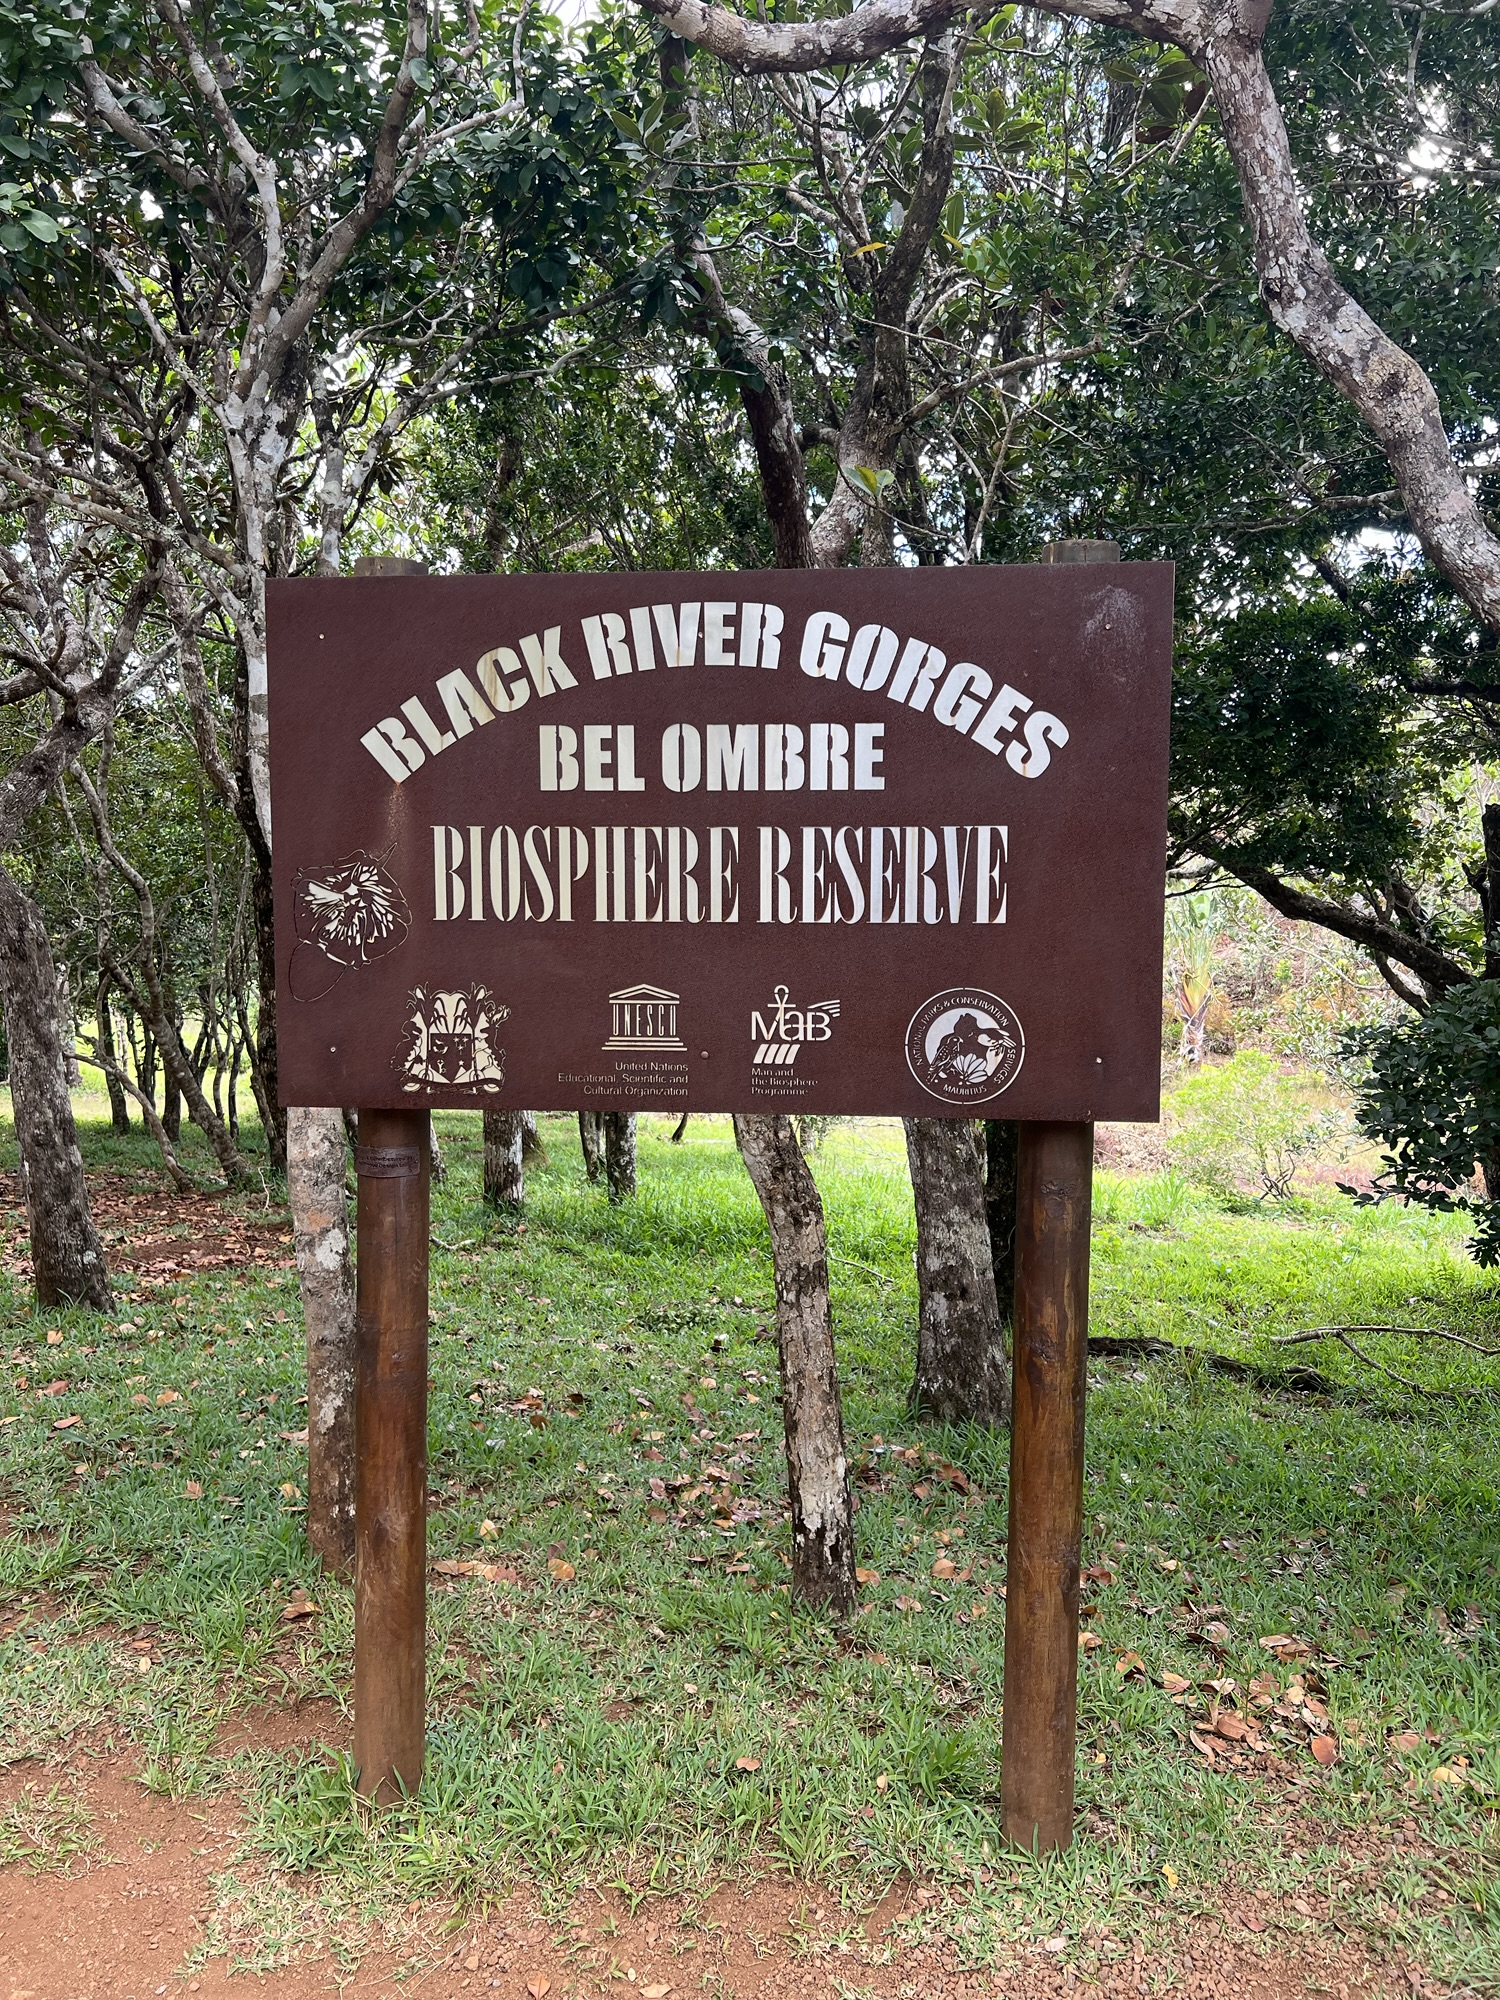 BLACK RIVER GORGES
BEL OMBRE
BIOSPHERE RESERVE
UNESCO
United Nations
Educational, Scientific and
Cultural Organization
MaB
Man and
the Biosphere
Programme
NATIONAL PARKS & CONSERVATION SERVICES
MAURITIUS